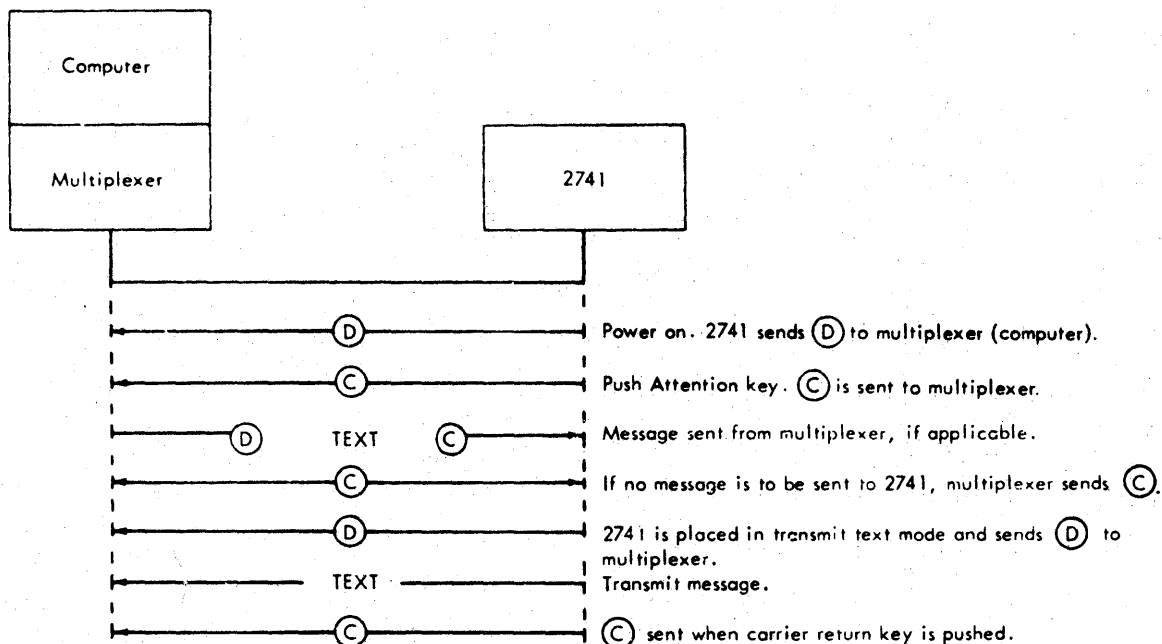 Computer
Multiplexer
2741
D Power on. 2741 sends D to multiplexer (computer).
C Push Attention key. C is sent to multiplexer.
D TEXT C Message sent from multiplexer, if applicable.
C If no message is to be sent to 2741, multiplexer sends C.
D 2741 is placed in transmit text mode and sends D to
multiplexer.
TEXT Transmit message.
C C sent when carrier return key is pushed.